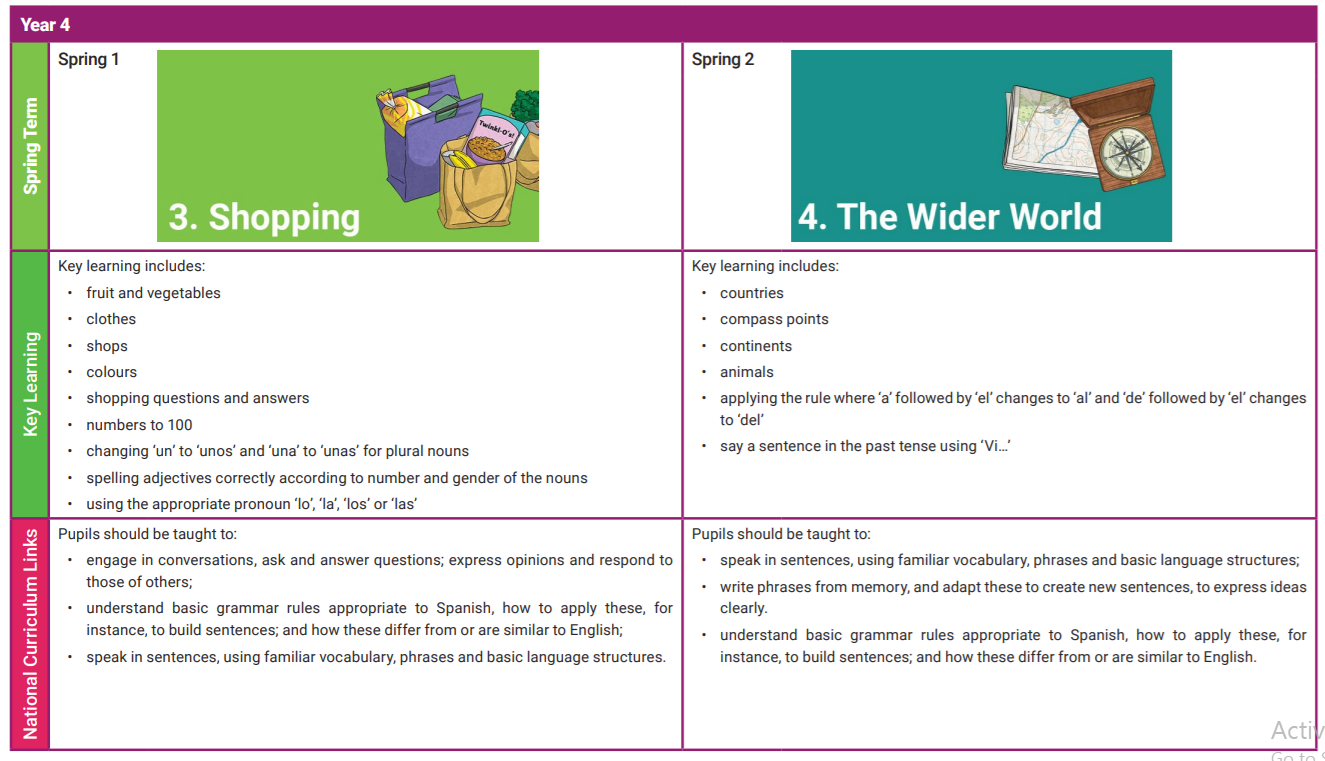 Year 4
Spring Term
Spring 1
Twinkl-O's!
3. Shopping
Spring 2
4. The Wider World
Key Learning
Key learning includes:
• fruit and vegetables
• clothes
• shops
• colours
• shopping questions and answers
• numbers to 100
• changing ‘un’ to ‘unos’ and ‘una’ to ‘unas’ for plural nouns
• spelling adjectives correctly according to number and gender of the nouns
• using the appropriate pronoun ‘lo’, ‘la’, ‘los’ or ‘las’
Key learning includes:
• countries
• compass points
• continents
• animals
• applying the rule where ‘a’ followed by ‘el’ changes to ‘al’ and ‘de’ followed by ‘el’ changes
to ‘del’
• say a sentence in the past tense using ‘Vi…’
National Curriculum Links
Pupils should be taught to:
• engage in conversations, ask and answer questions; express opinions and respond to
those of others;
• understand basic grammar rules appropriate to Spanish, how to apply these, for
instance, to build sentences; and how these differ from or are similar to English;
• speak in sentences, using familiar vocabulary, phrases and basic language structures.
Pupils should be taught to:
• speak in sentences, using familiar vocabulary, phrases and basic language structures;
• write phrases from memory, and adapt these to create new sentences, to express ideas
clearly.
• understand basic grammar rules appropriate to Spanish, how to apply these, for
instance, to build sentences; and how these differ from or are similar to English.
Activ
Go to